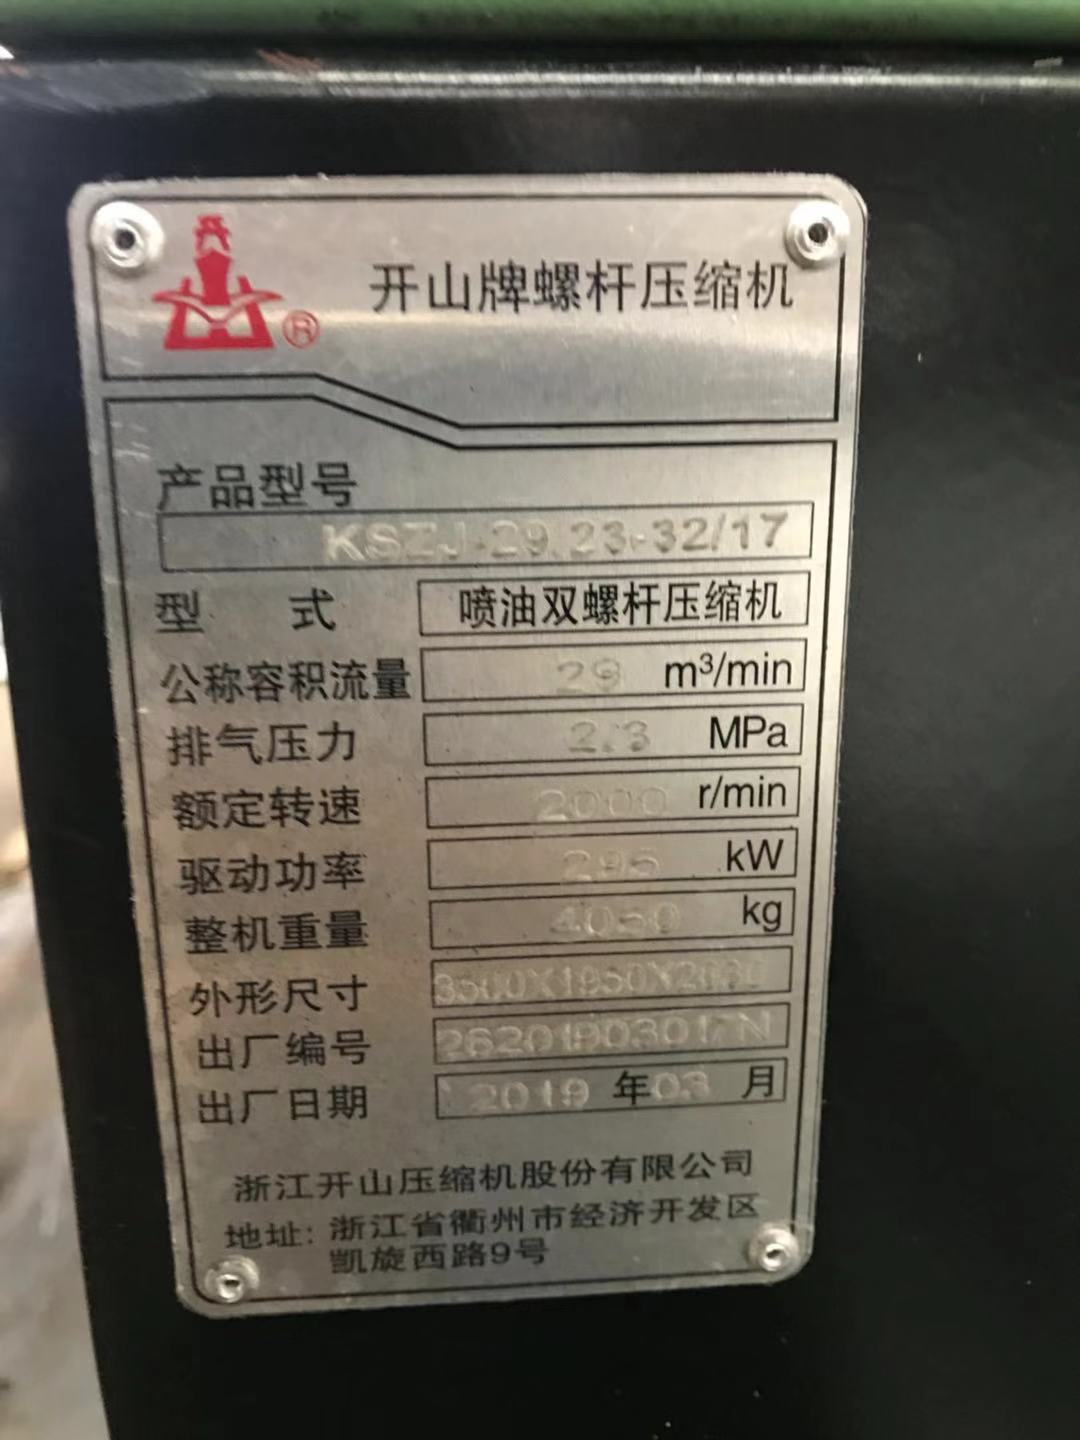 开山
®
开山牌螺杆压缩机
产品型号
KSZJ-29/23-32/17
型 式 喷油双螺杆压缩机
公称容积流量 29 m³/min
排气压力 2.3 MPa
额定转速 2000 r/min
驱动功率 kW
整机重量 kg
外形尺寸
出厂编号 26201903017N
出厂日期 2019 年 03 月
浙江开山压缩机股份有限公司
地址: 浙江省衢州市经济开发区
凯旋西路9号